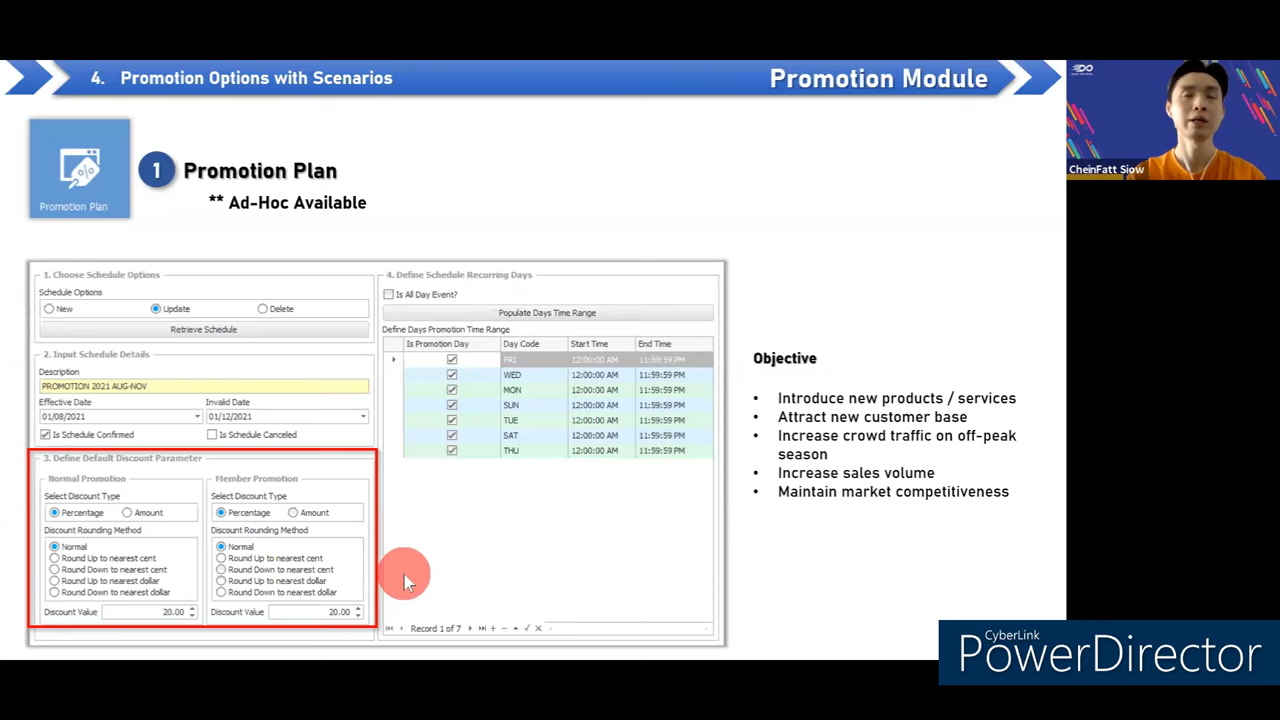 4. Promotion Options with Scenarios
Promotion Module
CheinFatt Siow
Promotion Plan
1 Promotion Plan
** Ad-Hoc Available
1. Choose Schedule Options
Schedule Options
New Update Delete
Retrieve Schedule
2. Input Schedule Details
Description
PROMOTION 2021 AUG-NOV
Effective Date Invalid Date
01/08/2021 01/12/2021
Is Schedule Confirmed Is Schedule Canceled
3. Define Default Discount Parameter
Normal Promotion
Select Discount Type
Percentage Amount
Discount Rounding Method
Normal
Round Up to nearest cent
Round Down to nearest cent
Round Up to nearest dollar
Round Down to nearest dollar
Discount Value 20.00
Member Promotion
Select Discount Type
Percentage Amount
Discount Rounding Method
Normal
Round Up to nearest cent
Round Down to nearest cent
Round Up to nearest dollar
Round Down to nearest dollar
Discount Value 20.00
4. Define Schedule Recurring Days
Is All Day Event?
Populate Days Time Range
Define Days Promotion Time Range
Is Promotion Day Day Code Start Time End Time
FRI 12:00:00 AM 11:59:59 PM
WED 12:00:00 AM 11:59:59 PM
MON 12:00:00 AM 11:59:59 PM
SUN 12:00:00 AM 11:59:59 PM
TUE 12:00:00 AM 11:59:59 PM
SAT 12:00:00 AM 11:59:59 PM
THU 12:00:00 AM 11:59:59 PM
Record 1 of 7
Objective
• Introduce new products / services
• Attract new customer base
• Increase crowd traffic on off-peak
season
• Increase sales volume
• Maintain market competitiveness
CyberLink
PowerDirector